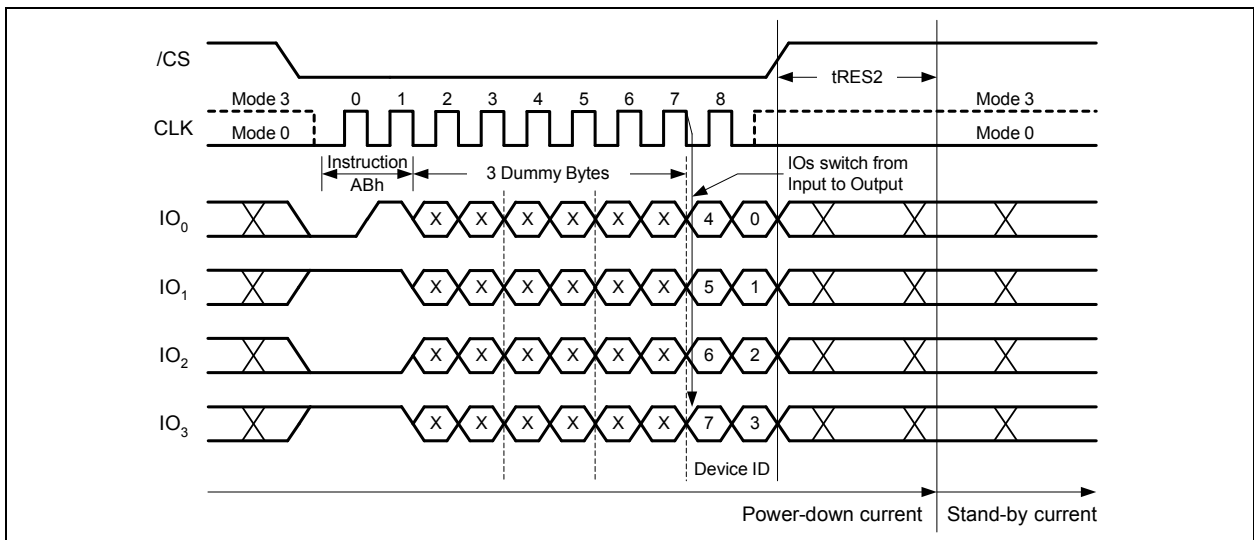 /CS
tRES2
Mode 3 0 1 2 3 4 5 6 7 8 Mode 3
CLK
Mode 0 Mode 0
Instruction
ABh
3 Dummy Bytes
IOs switch from
Input to Output
IO0 X X X X X X 4 0
IO1 X X X X X X 5 1
IO2 X X X X X X 6 2
IO3 X X X X X X 7 3
Device ID
Power-down current Stand-by current